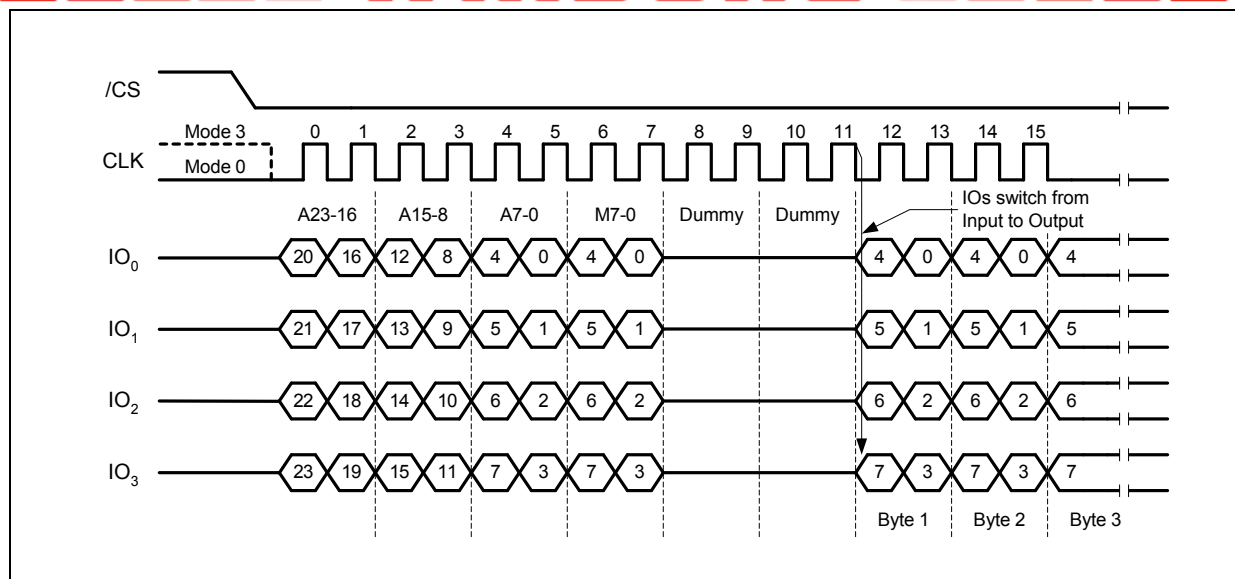 /CS
Mode 3
0 1 2 3 4 5 6 7 8 9 10 11 12 13 14 15
CLK
Mode 0
IOs switch from
Input to Output
A23-16 A15-8 A7-0 M7-0 Dummy Dummy
IO0 20 16 12 8 4 0 4 0 4 0 4 0 4
IO1 21 17 13 9 5 1 5 1 5 1 5 1 5
IO2 22 18 14 10 6 2 6 2 6 2 6 2 6
IO3 23 19 15 11 7 3 7 3 7 3 7 3 7
Byte 1 Byte 2 Byte 3